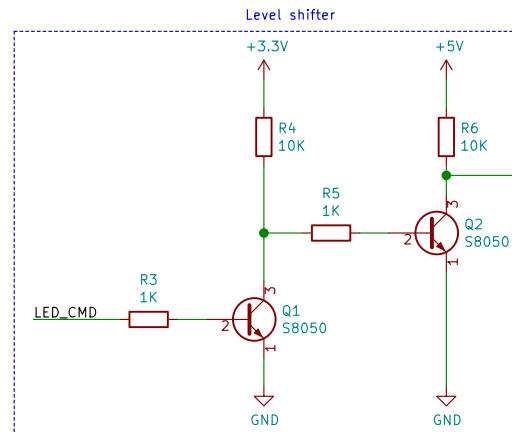 Level shifter
+3.3V
+5V
R4
10K
R6
10K
R5
1K
3
Q2
S8050
2
1
R3
1K
LED_CMD
3
Q1
S8050
2
1
GND
GND